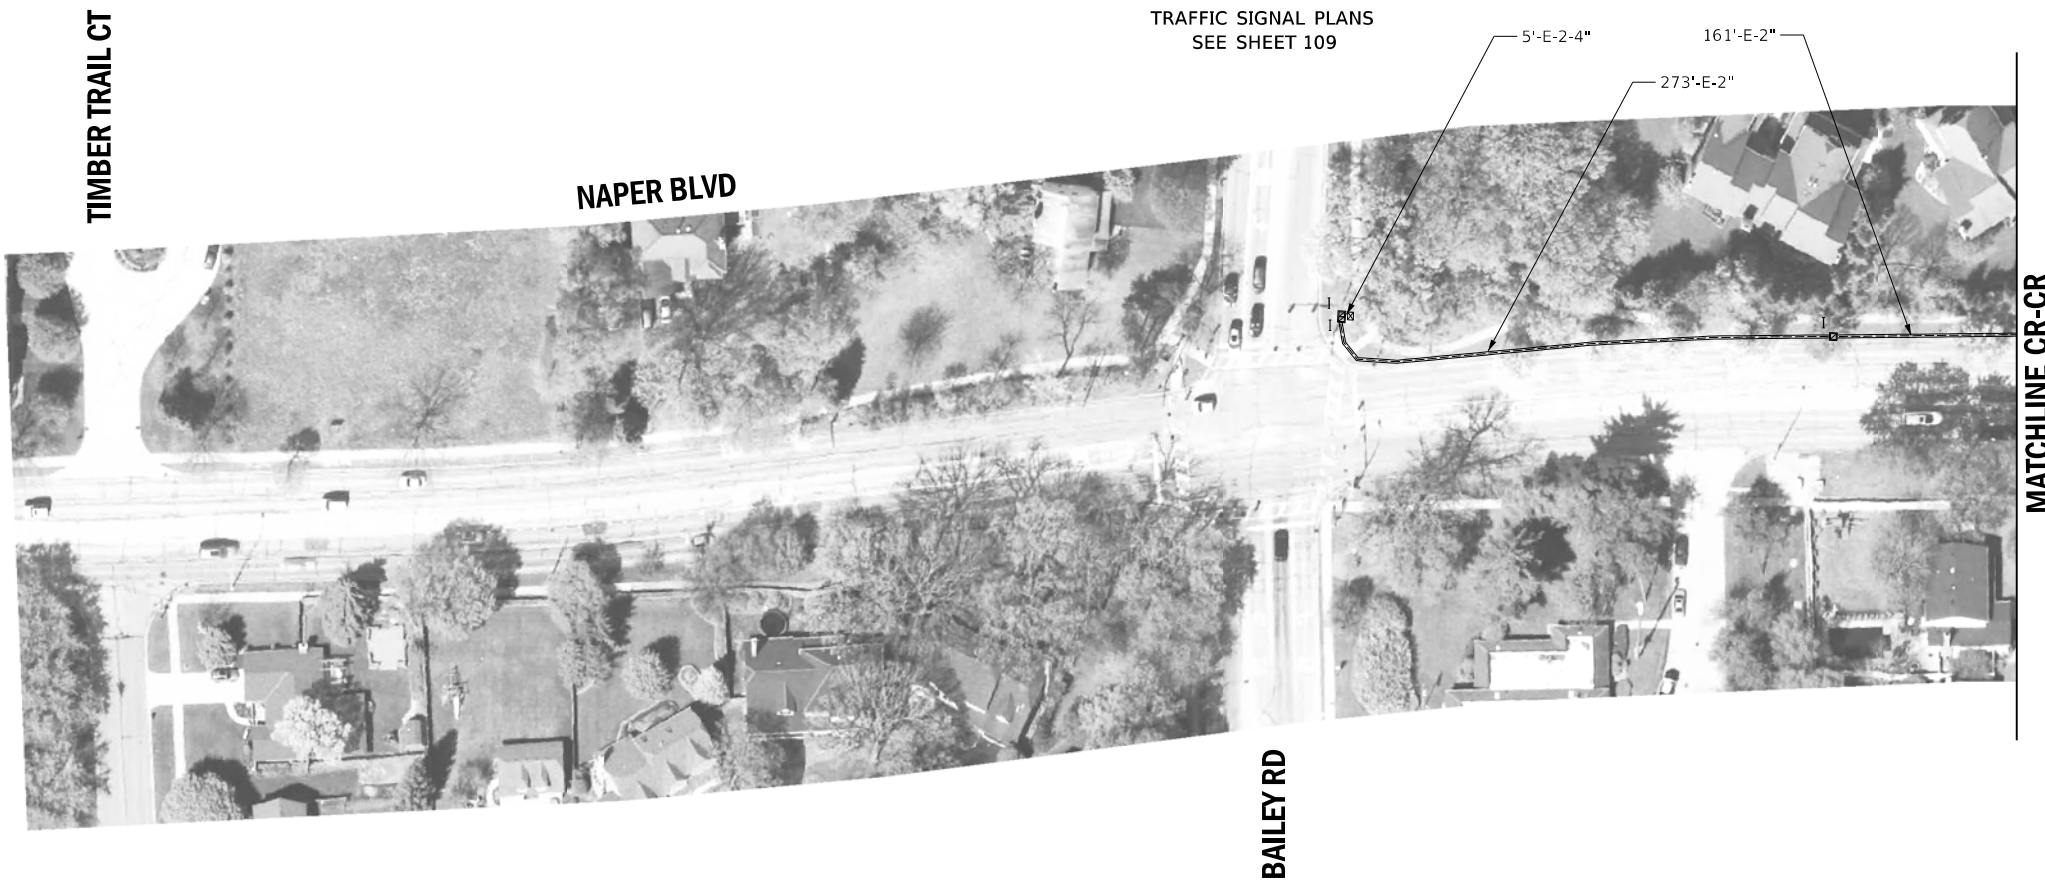 TIMBER TRAIL CT
NAPER BLVD
TRAFFIC SIGNAL PLANS
SEE SHEET 109
5'-E-2-4"
161'-E-2"
273'-E-2"
I
I
I
MATCHLINE CR-CR
BAILEY RD